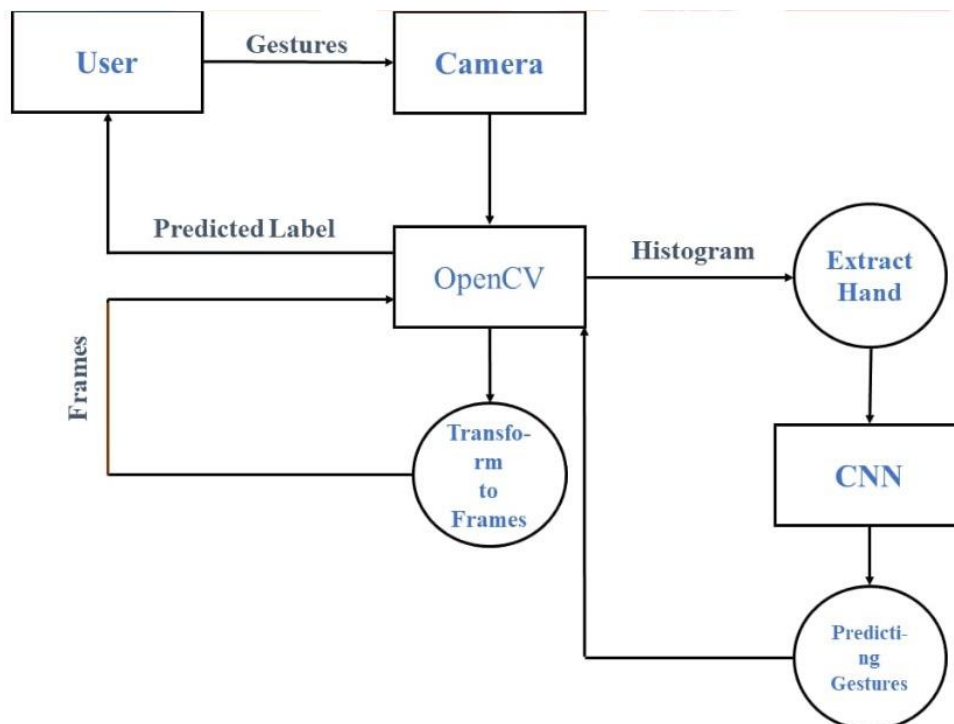 User
Gestures
Camera
Predicted Label
OpenCV
Histogram
Extract
Hand
Frames
Transfo-
rm
to
Frames
CNN
Predicti-
ng
Gestures